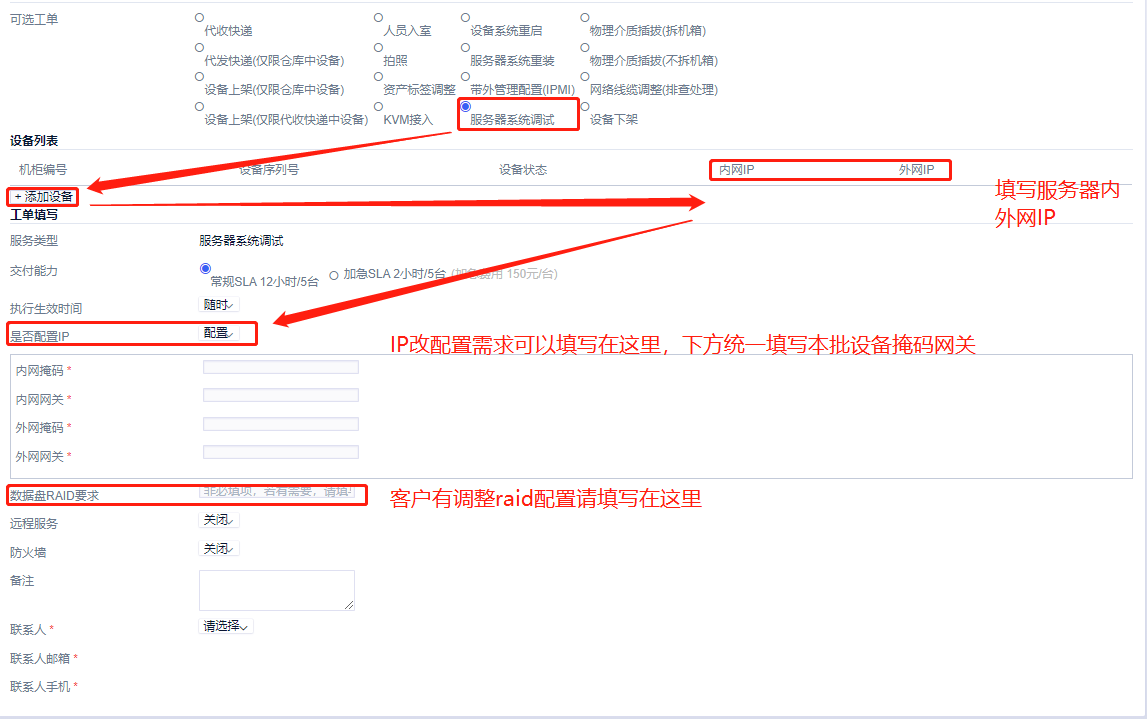 可选工单
代收快递 人员入室 设备系统重启 物理介质插拔(拆机箱)
代发快递(仅限仓库中设备) 拍照 服务器系统重装 物理介质插拔(不拆机箱)
设备上架(仅限仓库中设备) 资产标签调整 带外管理配置(IPMI) 网络线缆调整(排查处理)
设备上架(仅限代收快递中设备) KVM接入 服务器系统调试 设备下架
设备列表
机柜编号 设备序列号 设备状态 内网IP 外网IP
+ 添加设备
填写服务器内
外网IP
工单填写
服务类型 服务器系统调试
交付能力 常规SLA 12小时/5台 加急SLA 2小时/5台 (加急费用 150元/台)
执行生效时间 随时
是否配置IP 配置
IP改配置需求可以填写在这里，下方统一填写本批设备掩码网关
内网掩码 *
内网网关 *
外网掩码 *
外网网关 *
数据盘RAID要求 非必填项，若有需要，请填写
客户有调整raid配置请填写在这里
远程服务 关闭
防火墙 关闭
备注
联系人 * 请选择
联系人邮箱 *
联系人手机 *